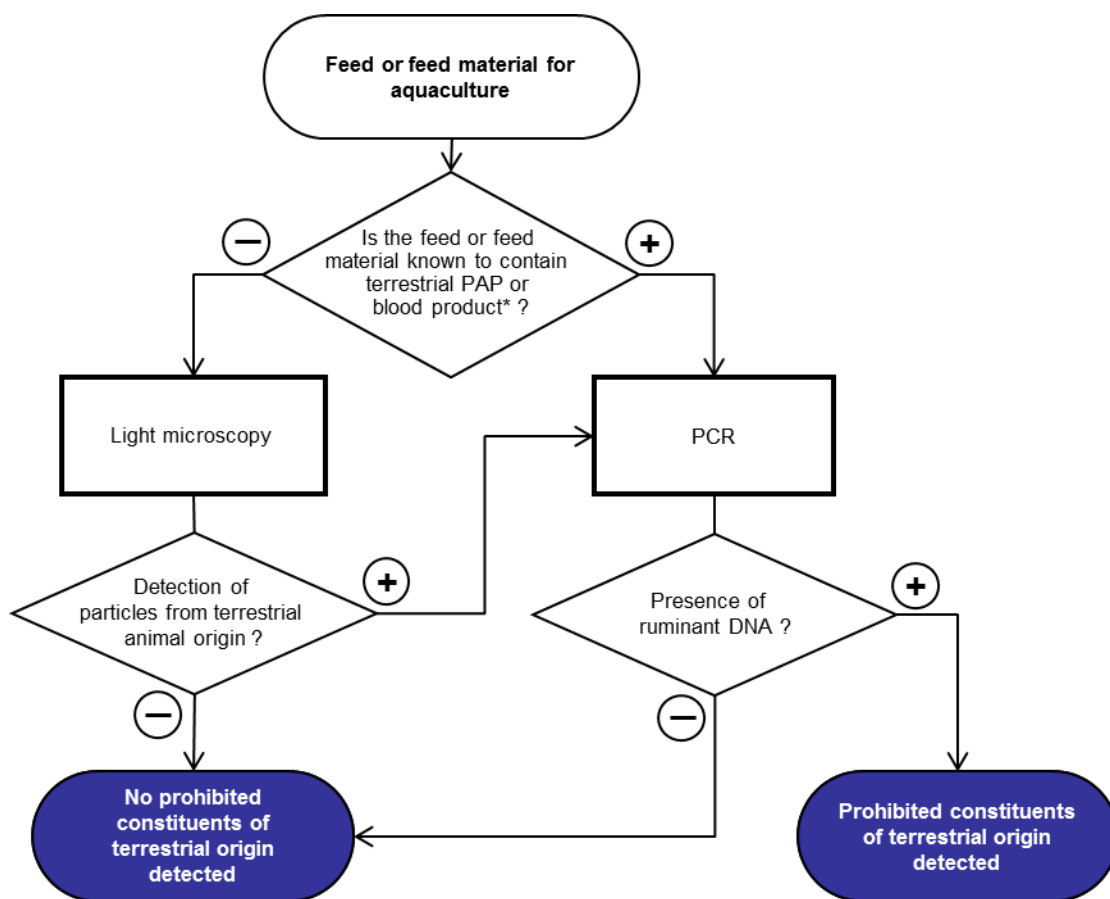 Feed or feed material for
aquaculture
−
Is the feed or feed
material known to contain
terrestrial PAP or
blood product* ?
+
Light microscopy
PCR
Detection of
particles from terrestrial
animal origin ?
+
Presence of
ruminant DNA ?
+
−
−
No prohibited
constituents of
terrestrial origin
detected
Prohibited constituents
of terrestrial origin
detected